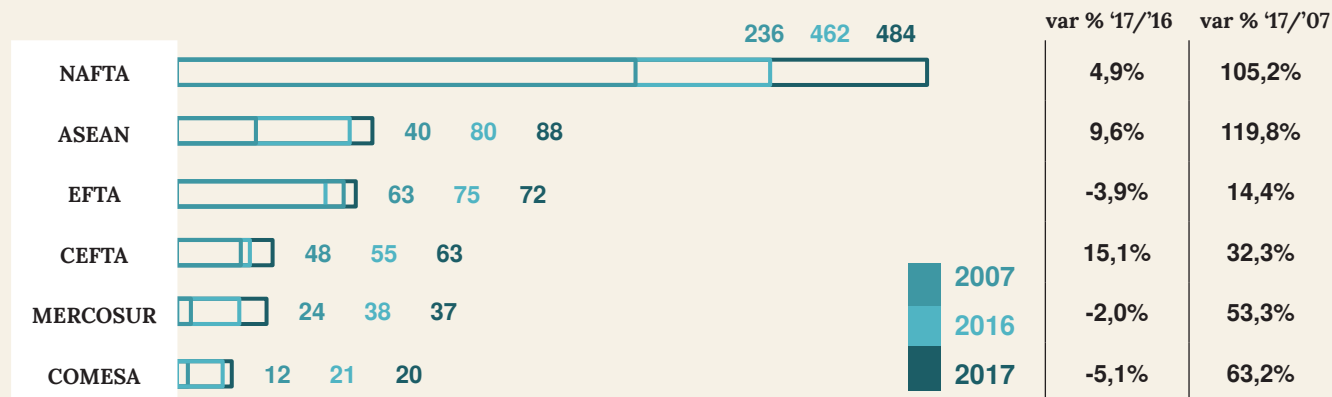 var % ‘17/’16 var % ‘17/’07
236 462 484
NAFTA 4,9% 105,2%
ASEAN 40 80 88 9,6% 119,8%
EFTA 63 75 72 -3,9% 14,4%
CEFTA 48 55 63 15,1% 32,3%
2007
MERCOSUR 24 38 37 -2,0% 53,3%
2016
COMESA 12 21 20 -5,1% 63,2%
2017